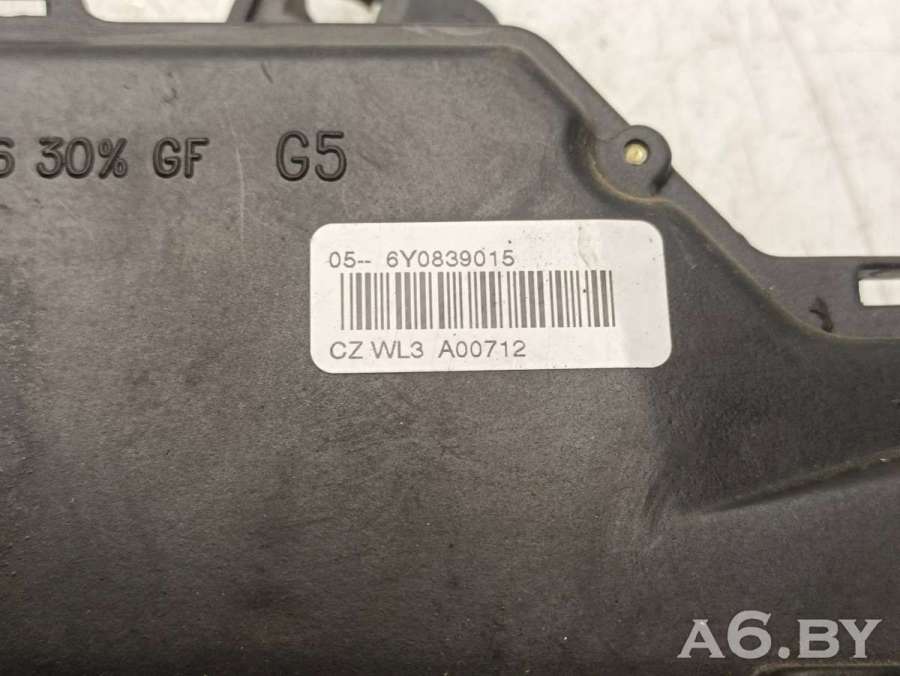 6 30% GF G5
05-- 6Y0839015
CZ WL3 A00712
A6.BY